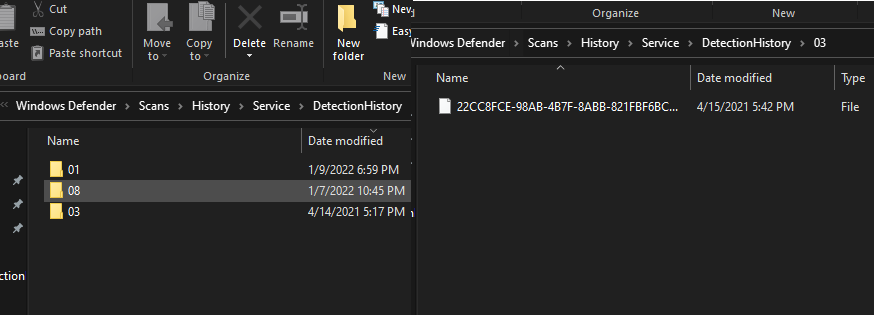 Cut
Copy path
Paste shortcut
Move to
Copy to
Delete
Rename
New folder
New
Easy
Organize
New
Windows Defender > Scans > History > Service > DetectionHistory
Name
Date modified
01
1/9/2022 6:59 PM
08
1/7/2022 10:45 PM
03
4/14/2021 5:17 PM
Organize
New
Windows Defender > Scans > History > Service > DetectionHistory > 03
Name
Date modified
Type
22CC8FCE-98AB-4B7F-8ABB-821FBF6BC...
4/15/2021 5:42 PM
File